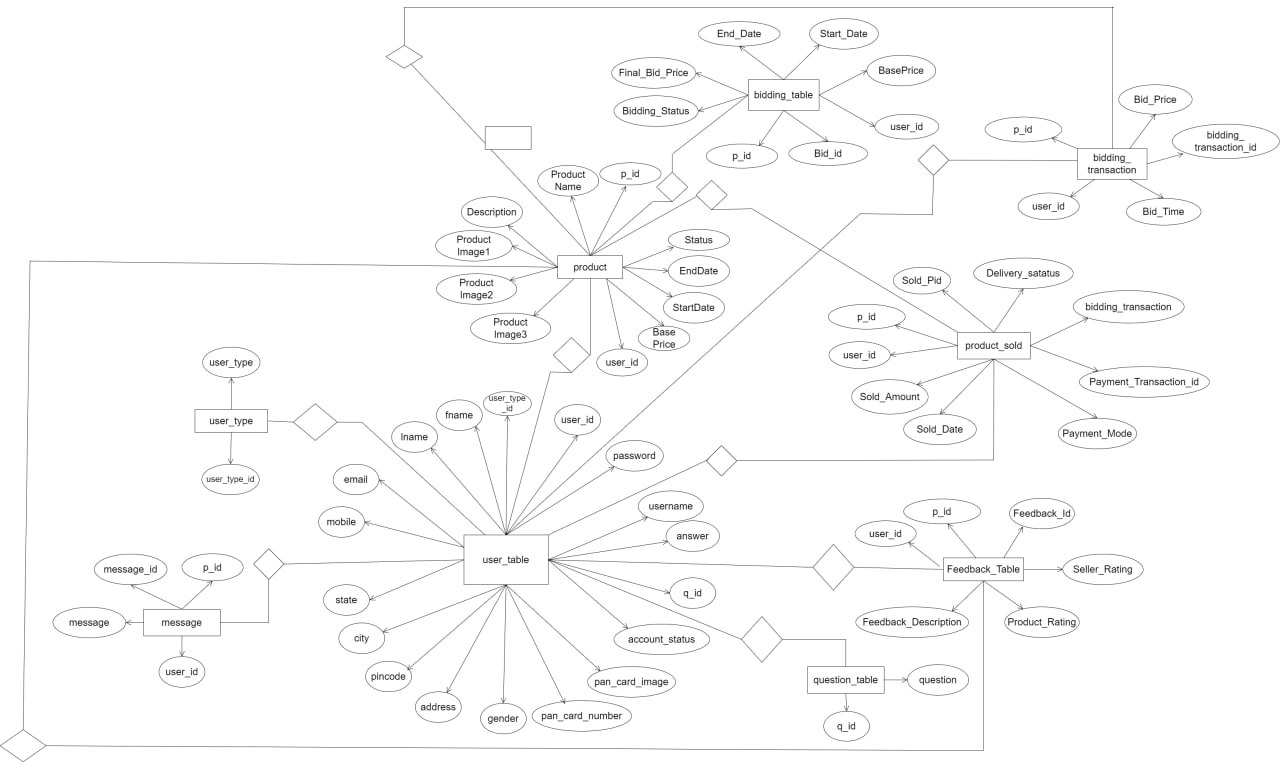 End_Date
Start_Date
Final_Bid_Price
BasePrice
bidding_table
Bidding_Status
user_id
p_id
Bid_id
Bid_Price
p_id
bidding_
transaction_id
bidding_
transaction
user_id
Bid_Time
Product
Name
p_id
Description
Product
Image1
Product
Image2
Product
Image3
product
Status
EndDate
StartDate
Base
Price
user_id
Sold_Pid
Delivery_satatus
p_id
bidding_transaction
user_id
product_sold
Sold_Amount
Payment_Transaction_id
Sold_Date
Payment_Mode
user_type
user_type
user_type_id
user_type
_id
fname
lname
user_id
email
password
mobile
username
answer
user_table
q_id
state
city
account_status
pincode
pan_card_image
address
gender
pan_card_number
message_id
p_id
message
message
user_id
p_id
Feedback_Id
user_id
Feedback_Table
Seller_Rating
Feedback_Description
Product_Rating
question_table
question
q_id